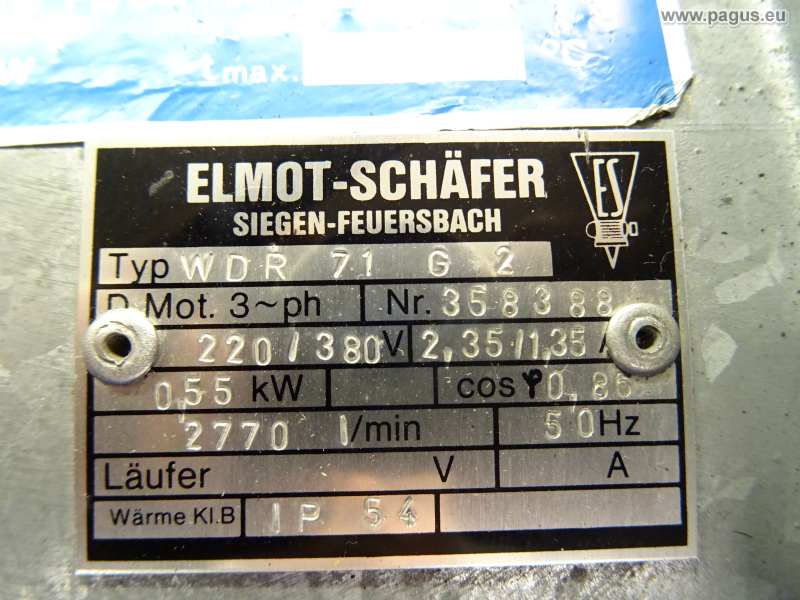 www.pagus.eu
W t max. °C
ELMOT-SCHÄFER
SIEGEN-FEUERSBACH
ES
Typ WDR 71 G 2
D Mot. 3~ph Nr. 358388
220/380 V 2,35/1,35 A
0,55 kW cos φ 0,86
2770 1/min 50 Hz
Läufer V A
Wärme Kl.B IP 54